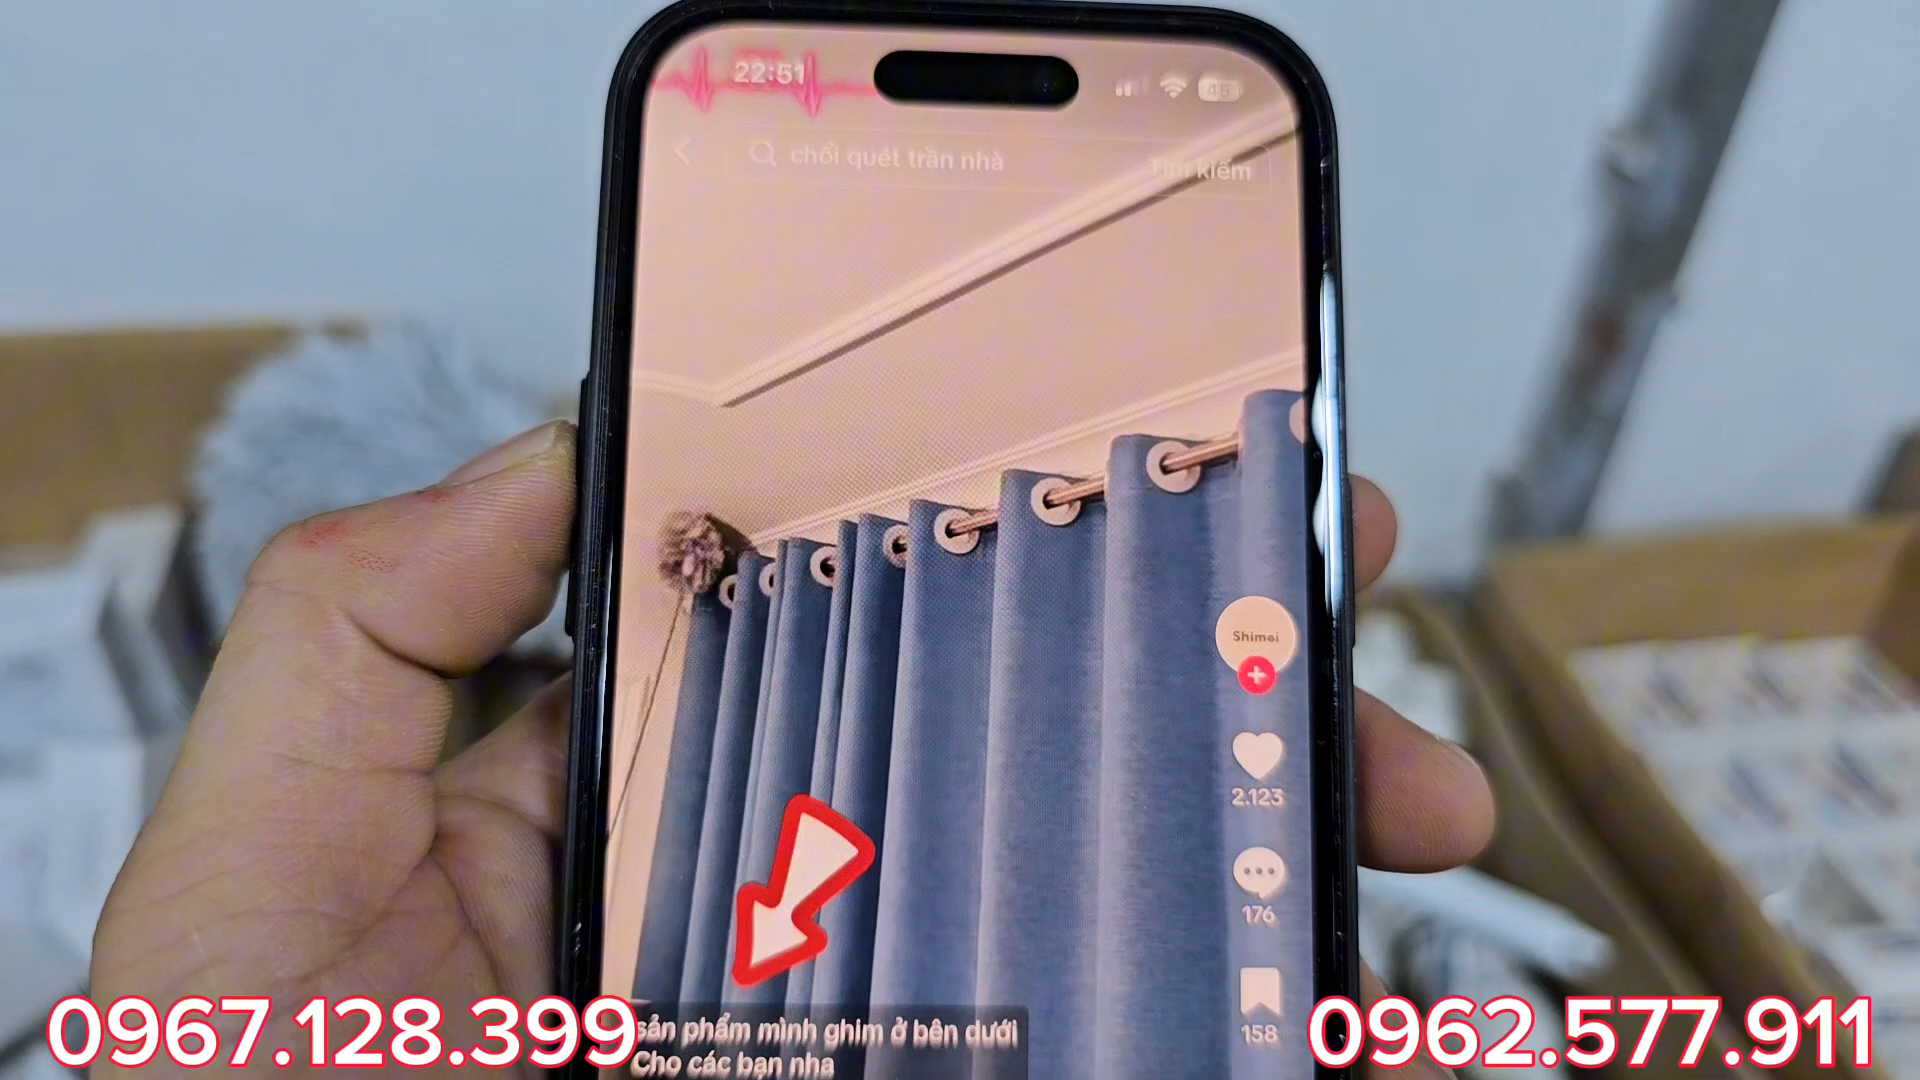 22:51
45
chổi quét trần nhà
Tìm kiếm
Shimei
2.123
176
158
sản phẩm mình ghim ở bên dưới
Cho các bạn nha
0967.128.399
0962.577.911